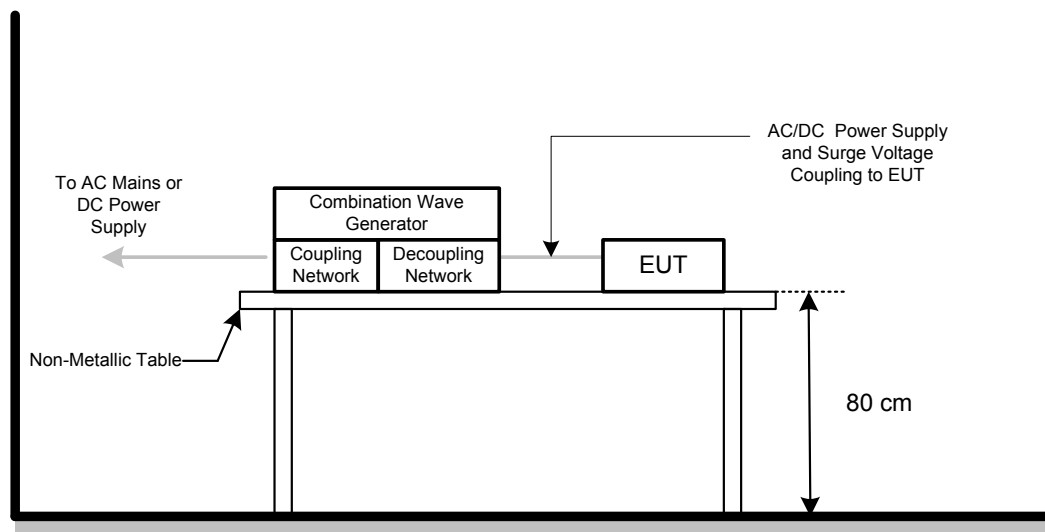 AC/DC Power Supply
and Surge Voltage
Coupling to EUT
To AC Mains or
DC Power
Supply
Combination Wave
Generator
Coupling
Network
Decoupling
Network
EUT
Non-Metallic Table
80 cm